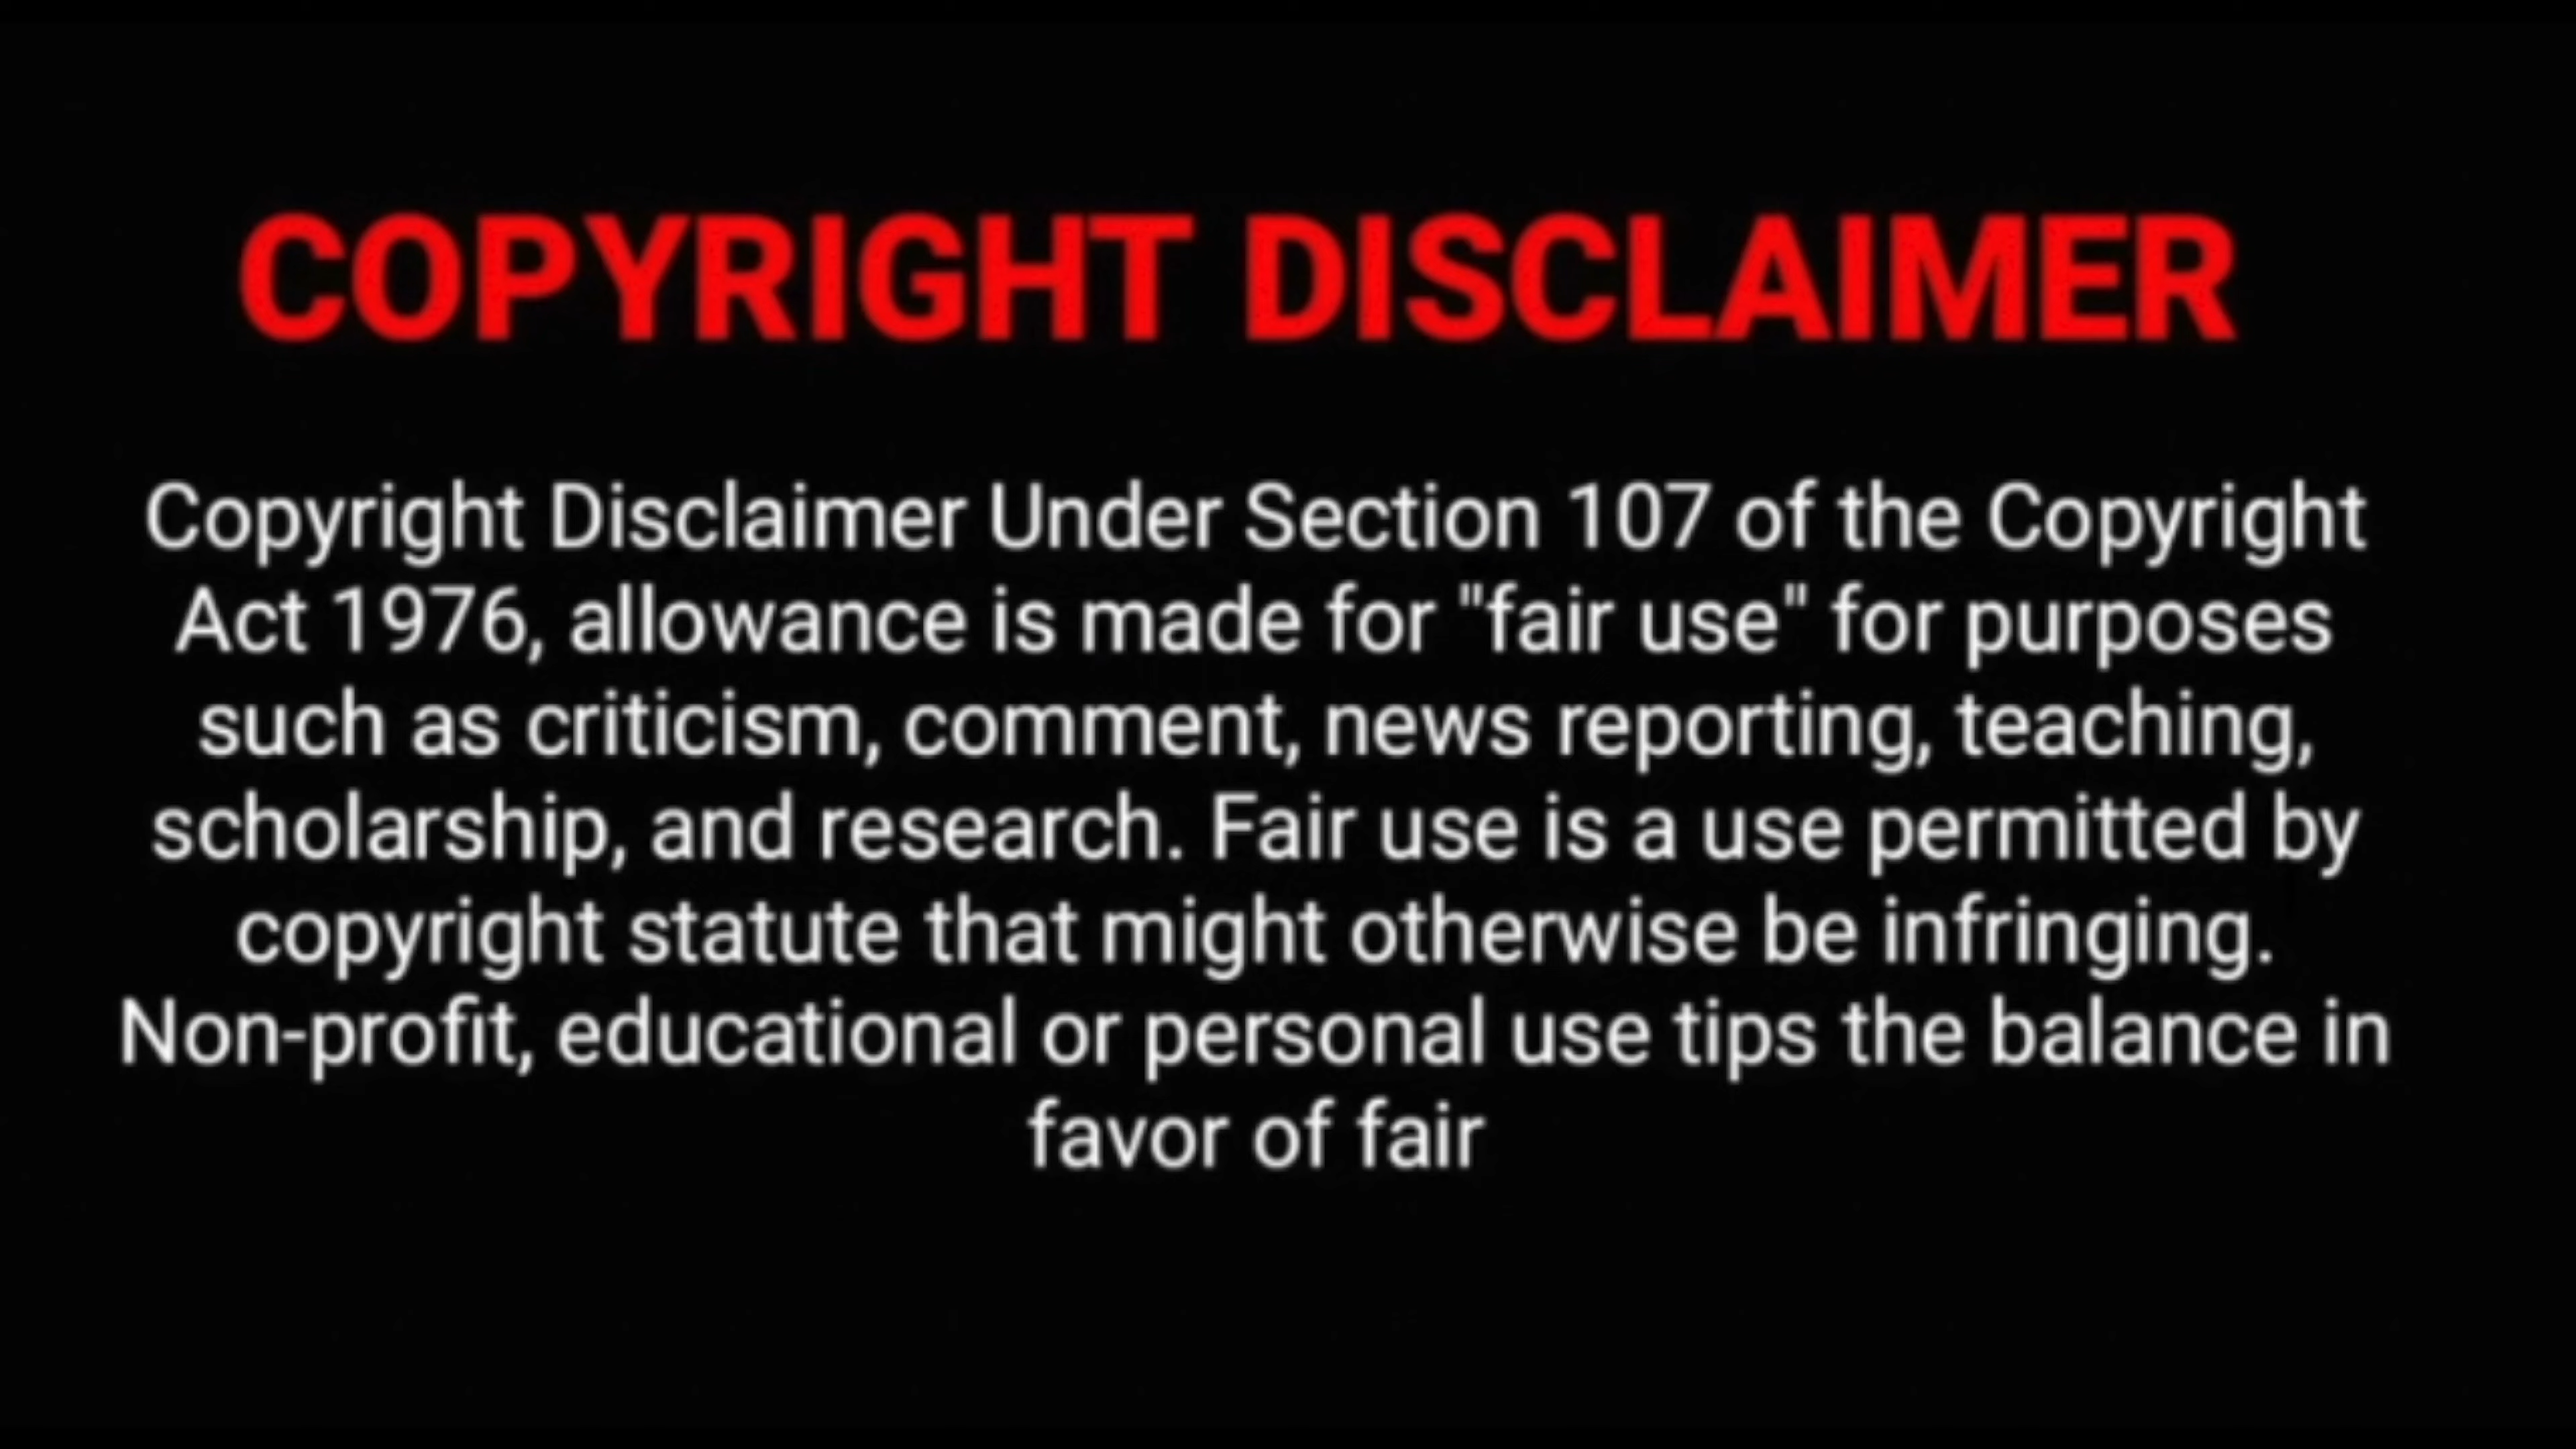 COPYRIGHT DISCLAIMER
Copyright Disclaimer Under Section 107 of the Copyright
Act 1976, allowance is made for "fair use" for purposes
such as criticism, comment, news reporting, teaching,
scholarship, and research. Fair use is a use permitted by
copyright statute that might otherwise be infringing.
Non-profit, educational or personal use tips the balance in
favor of fair